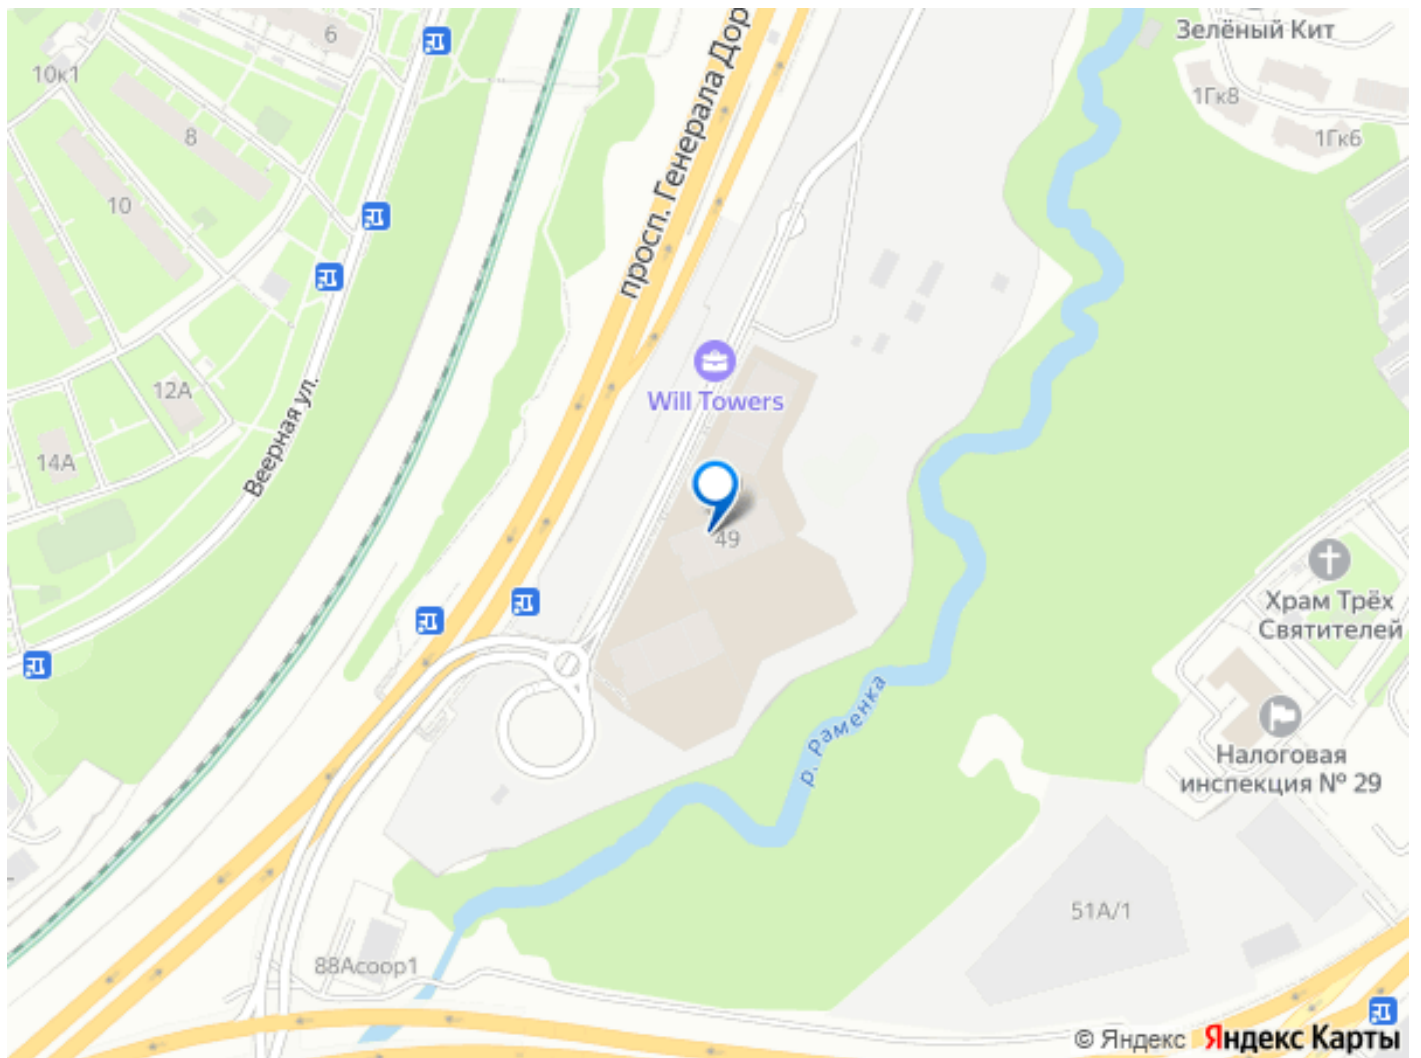 Зелёный Кит
6
10к1
просп. Генерала Дор
1Гк8
8
1Гк6
10
Will Towers
12А
Веерная ул.
14А
49
Храм Трёх
Святителей
р. Раменка
Налоговая
инспекция № 29
51А/1
88Асоор1
© Яндекс Яндекс Карты